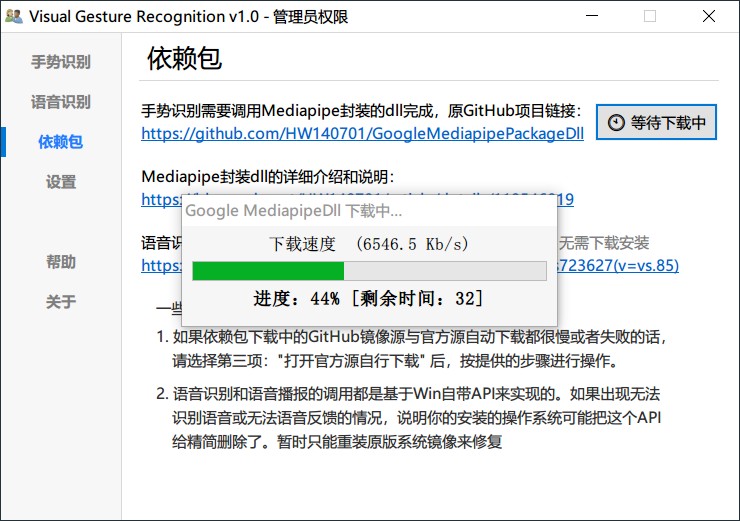 Visual Gesture Recognition v1.0 - 管理员权限
手势识别
语音识别
依赖包
设置
帮助
关于
依赖包
手势识别需要调用Mediapipe封装的dll完成，原GitHub项目链接：
https://github.com/HW140701/GoogleMediapipePackageDll
等待下载中
Mediapipe封装dll的详细介绍和说明：
https:
Google MediapipeDll 下载中...
下载速度 (6546.5 Kb/s)
进度：44% [剩余时间：32]
语音识 无需下载安装
https: s723627(v=vs.85)
一些
1. 如果依赖包下载中的GitHub镜像源与官方源自动下载都很慢或者失败的话，
请选择第三项："打开官方源自行下载" 后，按提供的步骤进行操作。
2. 语音识别和语音播报的调用都是基于Win自带API来实现的。如果出现无法
识别语音或无法语音反馈的情况，说明你的安装的操作系统可能把这个API
给精简删除了。暂时只能重装原版系统镜像来修复